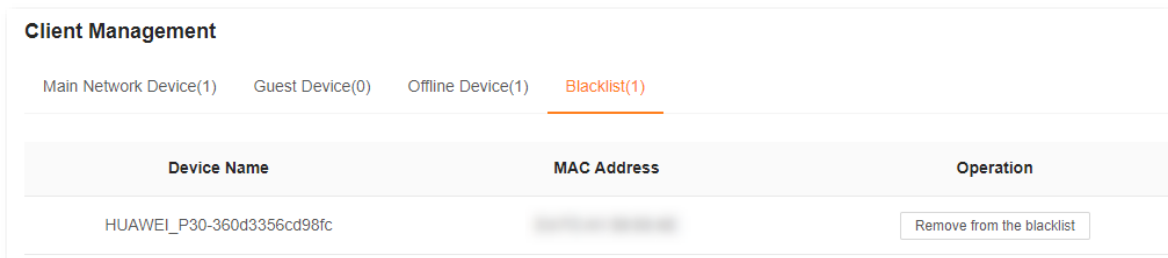 Client Management
Main Network Device(1) Guest Device(0) Offline Device(1) Blacklist(1)
Device Name MAC Address Operation
HUAWEI_P30-360d3356cd98fc Remove from the blacklist